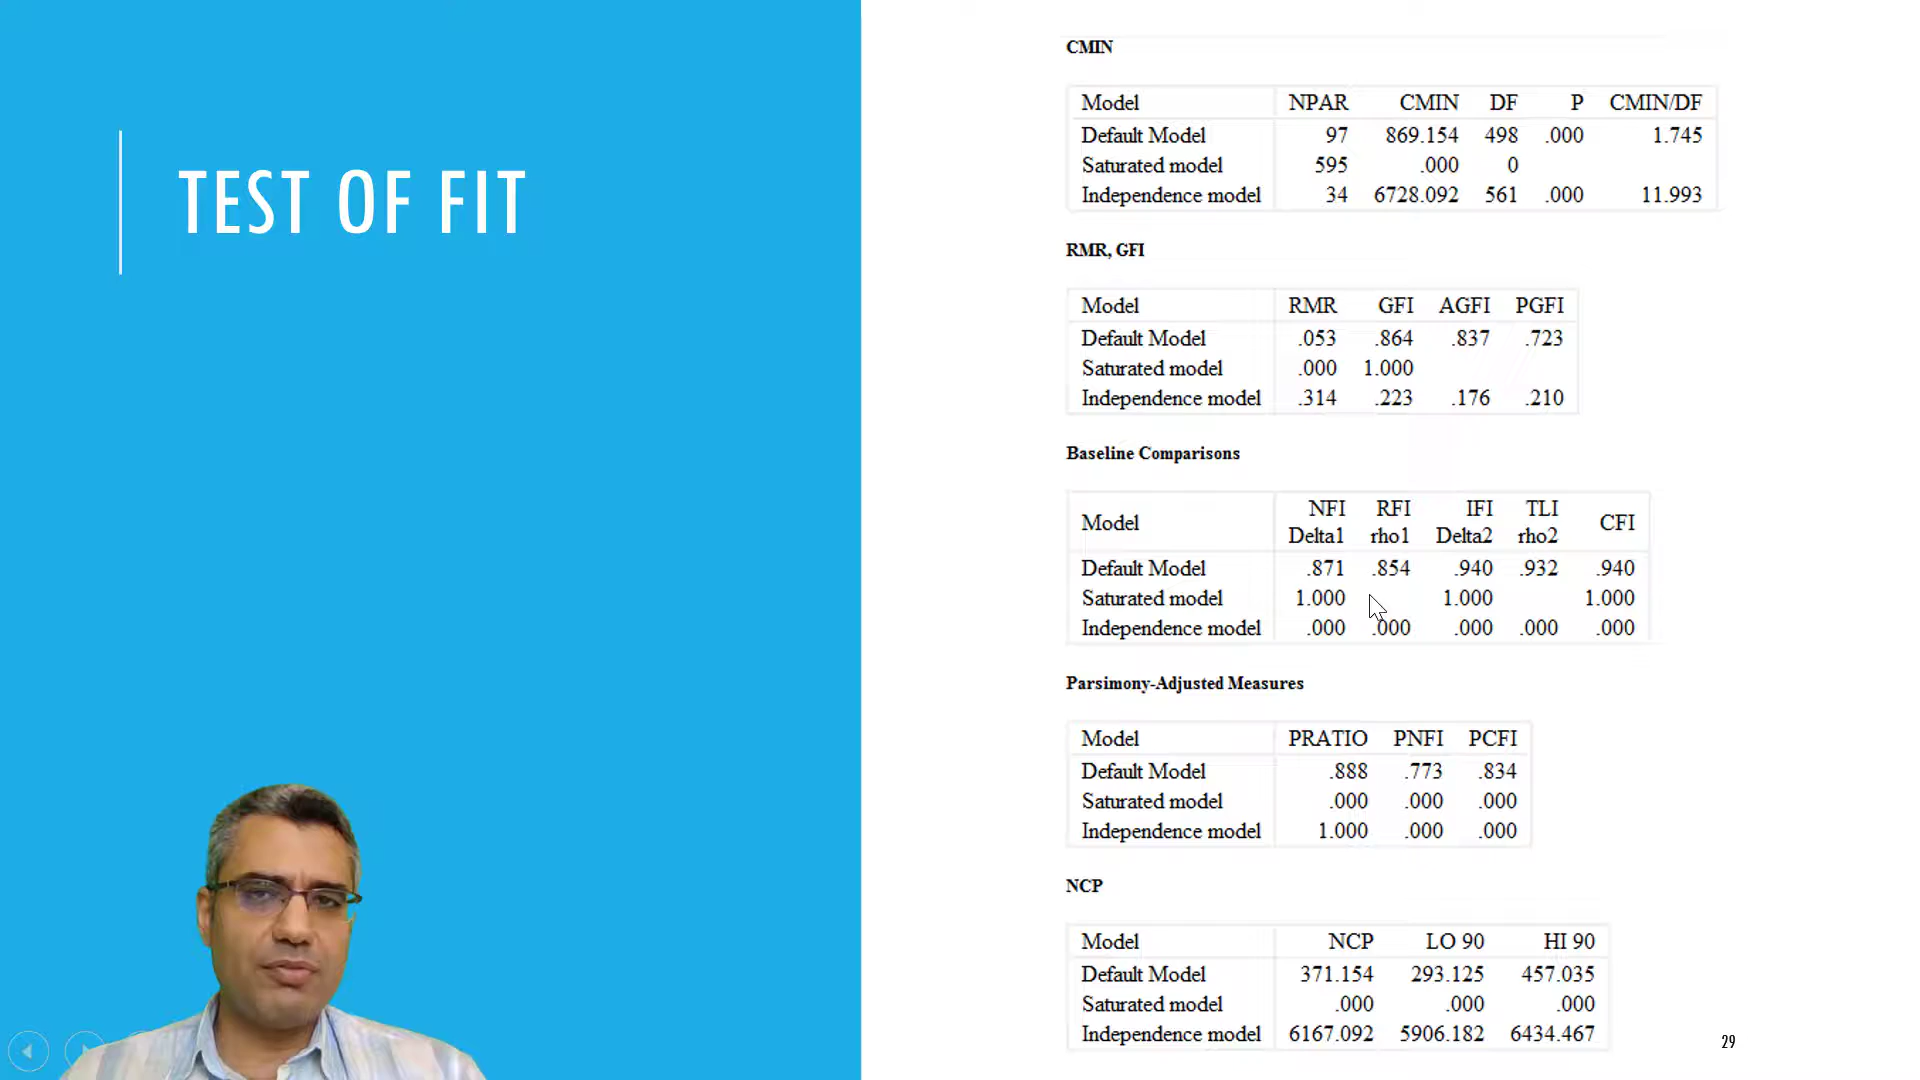 TEST OF FIT
CMIN
Model NPAR CMIN DF P CMIN/DF
Default Model 97 869.154 498 .000 1.745
Saturated model 595 .000 0
Independence model 34 6728.092 561 .000 11.993
RMR, GFI
Model RMR GFI AGFI PGFI
Default Model .053 .864 .837 .723
Saturated model .000 1.000
Independence model .314 .223 .176 .210
Baseline Comparisons
Model NFI Delta1 RFI rho1 IFI Delta2 TLI rho2 CFI
Default Model .871 .854 .940 .932 .940
Saturated model 1.000 1.000 1.000
Independence model .000 .000 .000 .000 .000
Parsimony-Adjusted Measures
Model PRATIO PNFI PCFI
Default Model .888 .773 .834
Saturated model .000 .000 .000
Independence model 1.000 .000 .000
NCP
Model NCP LO 90 HI 90
Default Model 371.154 293.125 457.035
Saturated model .000 .000 .000
Independence model 6167.092 5906.182 6434.467
29